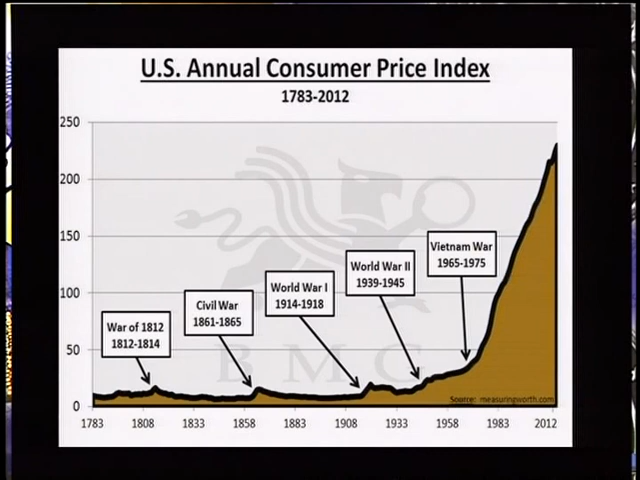 U.S. Annual Consumer Price Index
1783-2012
250
200
150
100
50
0
Vietnam War
1965-1975
World War II
1939-1945
World War I
1914-1918
Civil War
1861-1865
War of 1812
1812-1814
BMG
Source: measuringworth.com
1783 1808 1833 1858 1883 1908 1933 1958 1983 2012